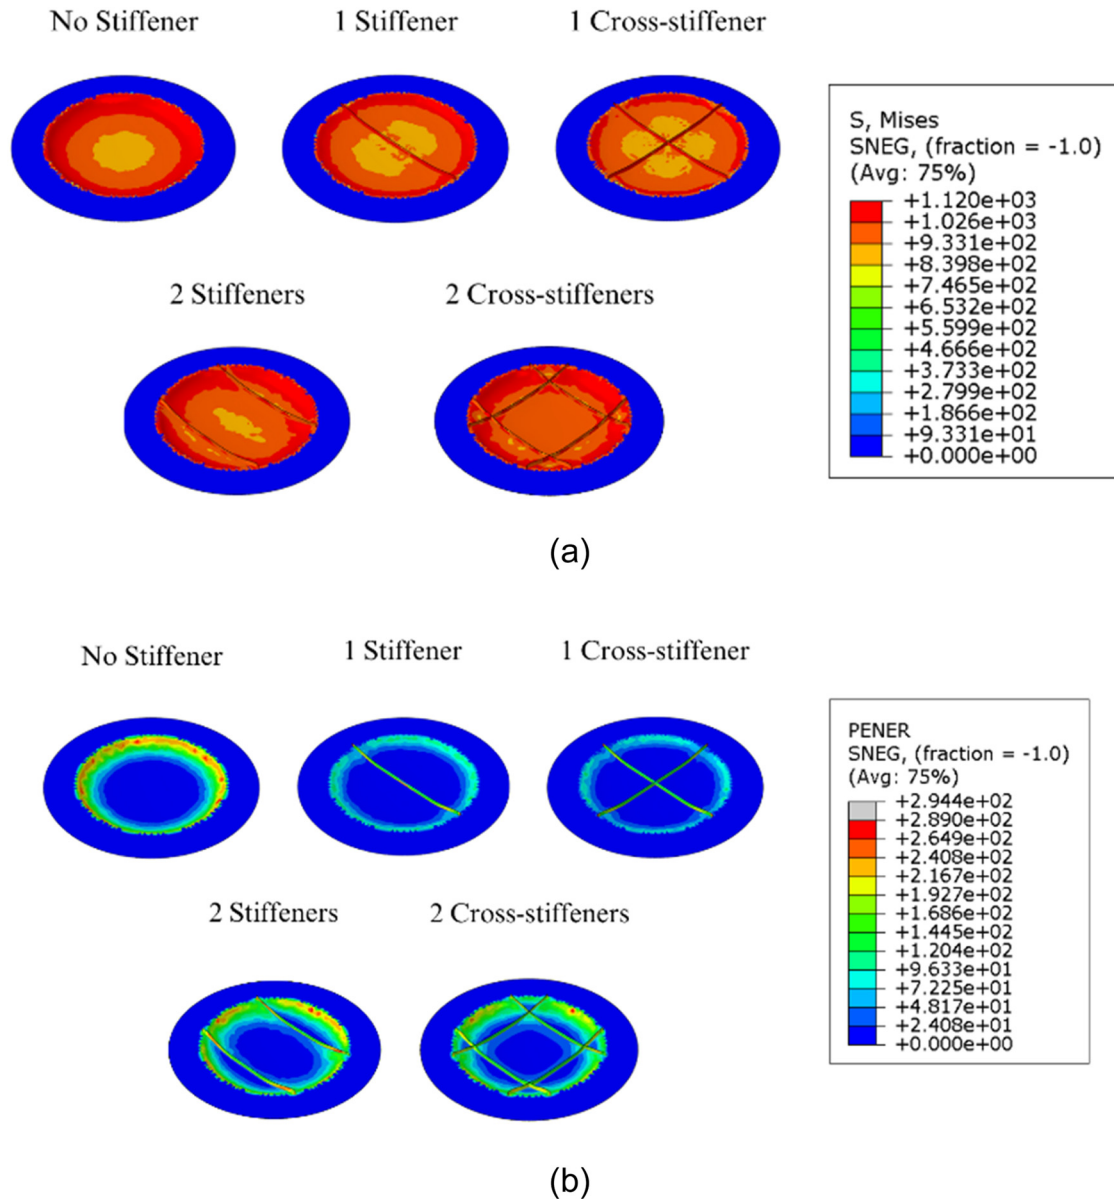 No Stiffener
1 Stiffener
1 Cross-stiffener
S, Mises
SNEG, (fraction = -1.0)
(Avg: 75%)
+1.120e+03
+1.026e+03
+9.331e+02
+8.398e+02
+7.465e+02
+6.532e+02
+5.599e+02
+4.666e+02
+3.733e+02
+2.799e+02
+1.866e+02
+9.331e+01
+0.000e+00
2 Stiffeners
2 Cross-stiffeners
(a)
No Stiffener
1 Stiffener
1 Cross-stiffener
PENER
SNEG, (fraction = -1.0)
(Avg: 75%)
+2.944e+02
+2.890e+02
+2.649e+02
+2.408e+02
+2.167e+02
+1.927e+02
+1.686e+02
+1.445e+02
+1.204e+02
+9.633e+01
+7.225e+01
+4.817e+01
+2.408e+01
+0.000e+00
2 Stiffeners
2 Cross-stiffeners
(b)